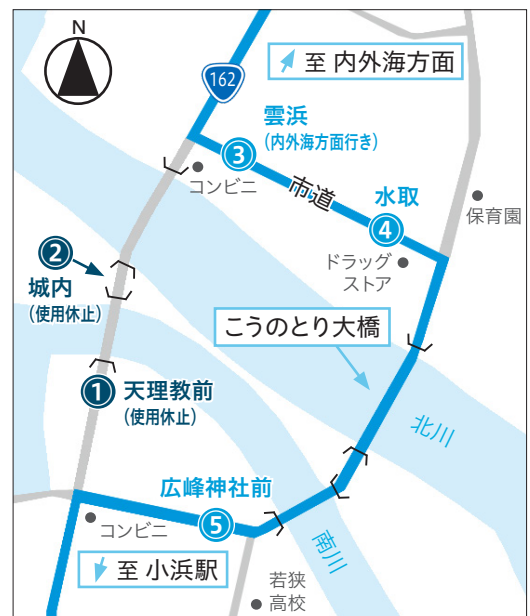 N
162
至 内外海方面
雲浜
(内外海方面行き)
3
コンビニ
市道
水取
4
保育園
ドラッグ
ストア
2
城内
(使用休止)
こうのとり大橋
1
天理教前
(使用休止)
北川
広峰神社前
5
コンビニ
南川
至 小浜駅
若狭
高校